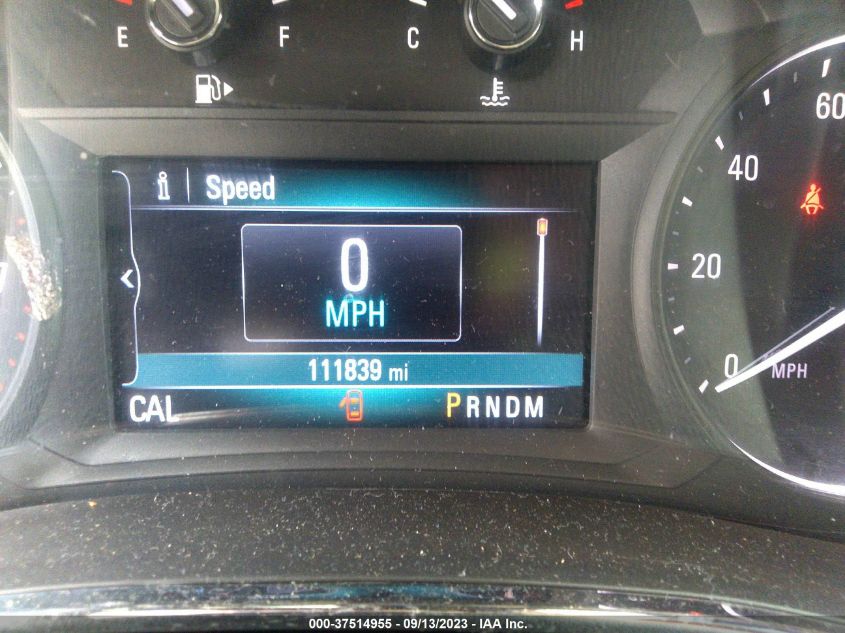 E F C H
60
40
20
0
MPH
i Speed
0
MPH
111839 mi
CAL PRNDM
000-37514955 - 09/13/2023 - IAA Inc.